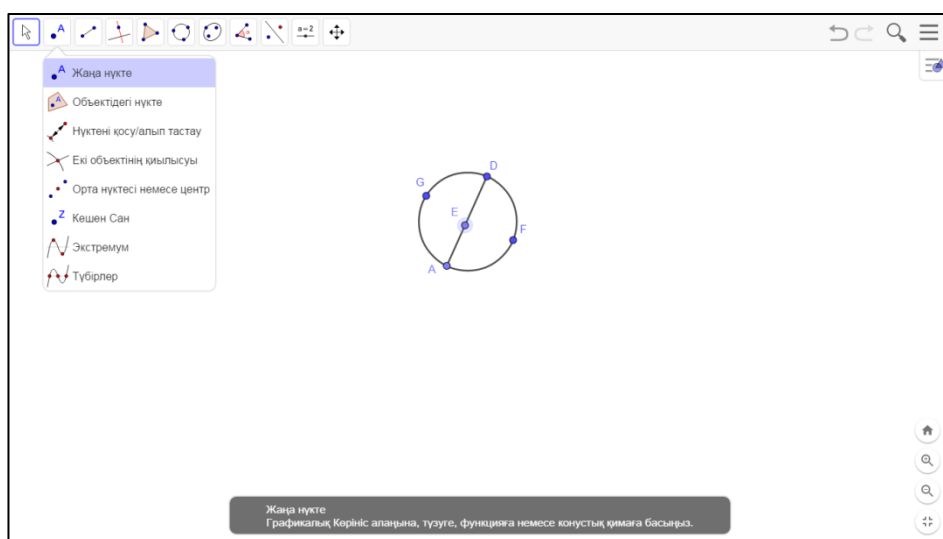 A
a=2
A Жаңа нүкте
A Объектідегі нүкте
Нүктені қосу/алып тастау
Екі объектінің қиылысуы
Орта нүктесі немесе центр
Z Кешен Сан
Экстремум
Түбірлер
D
G
E
F
A
Жаңа нүкте
Графикалық Көрініс алаңына, түзуге, функцияға немесе конустық қимаға басыңыз.